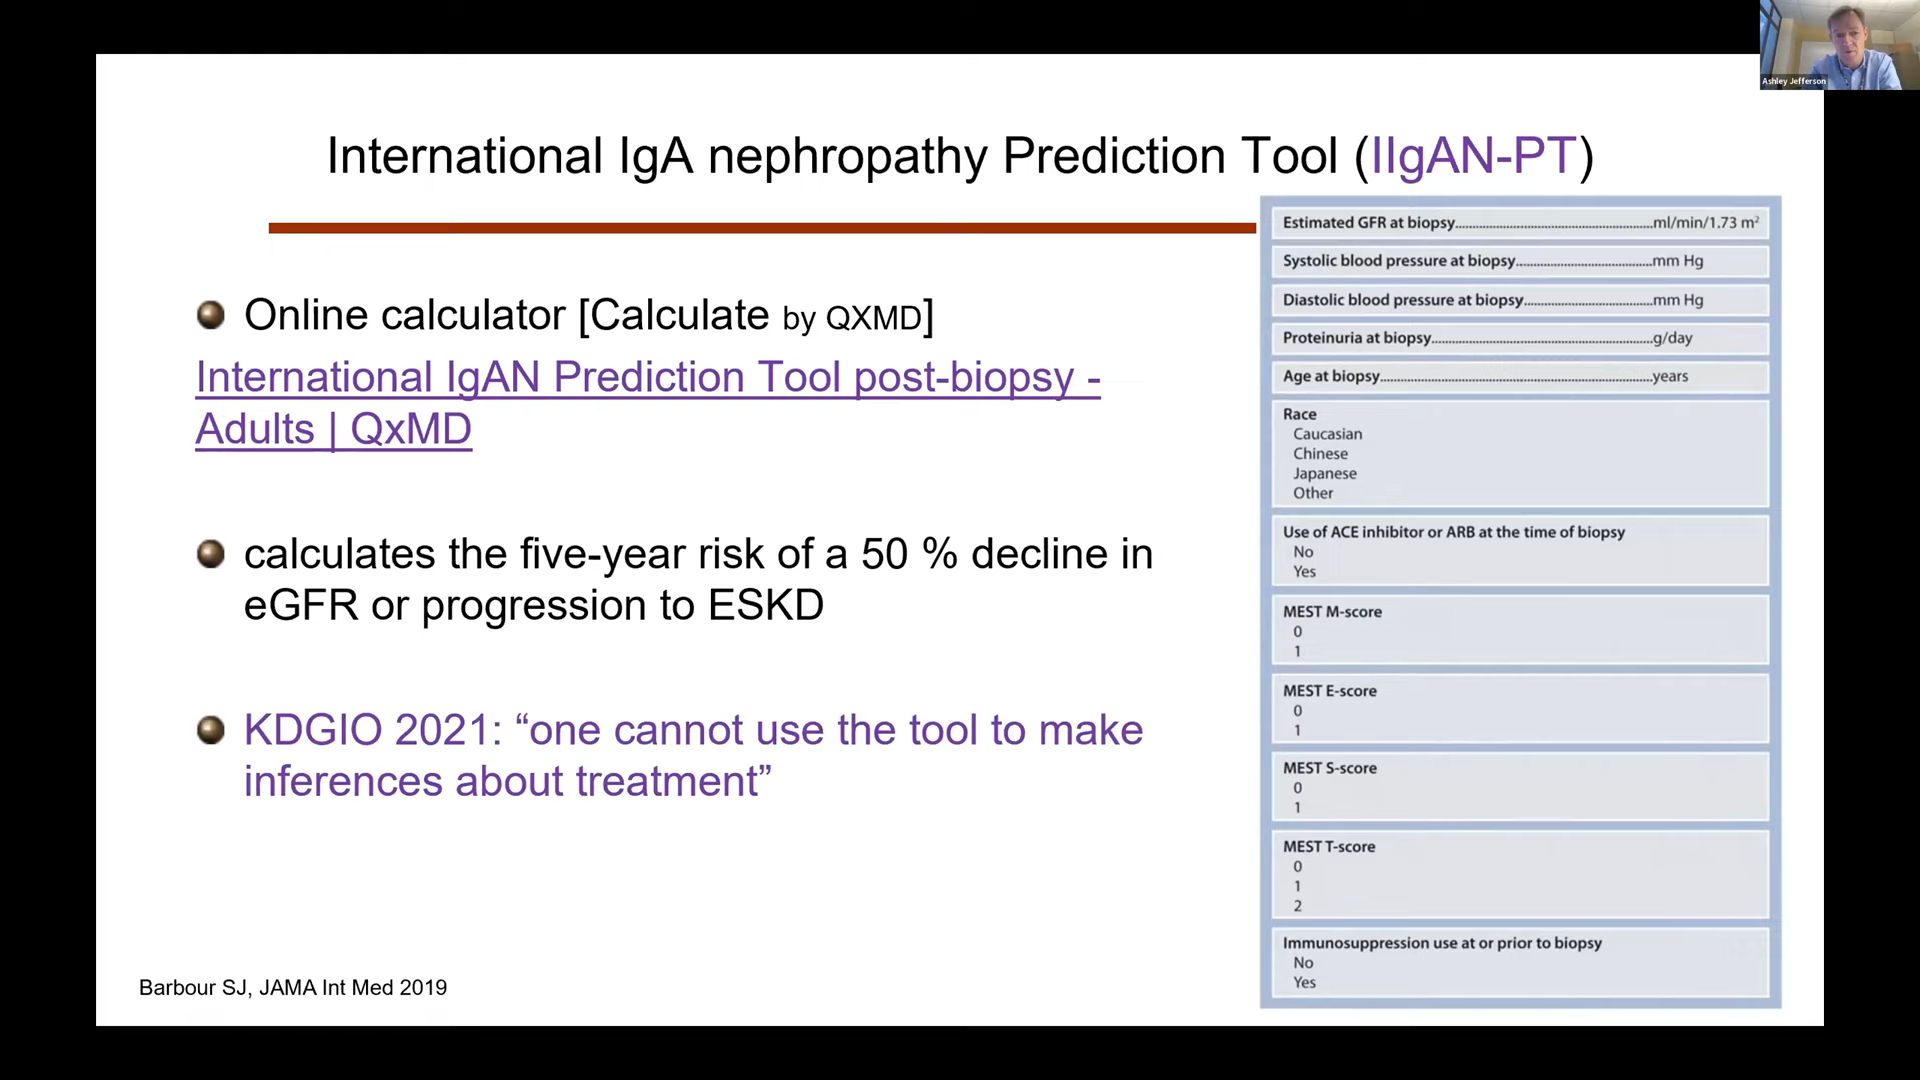 Ashley Jefferson
International IgA nephropathy Prediction Tool (IIgAN-PT)
Online calculator [Calculate by QXMD]
International IgAN Prediction Tool post-biopsy -
Adults | QxMD
calculates the five-year risk of a 50 % decline in
eGFR or progression to ESKD
KDGIO 2021: “one cannot use the tool to make
inferences about treatment”
Barbour SJ, JAMA Int Med 2019
Estimated GFR at biopsy..........................................................ml/min/1.73 m²
Systolic blood pressure at biopsy........................................mm Hg
Diastolic blood pressure at biopsy......................................mm Hg
Proteinuria at biopsy.................................................................g/day
Age at biopsy................................................................................years
Race
Caucasian
Chinese
Japanese
Other
Use of ACE inhibitor or ARB at the time of biopsy
No
Yes
MEST M-score
0
1
MEST E-score
0
1
MEST S-score
0
1
MEST T-score
0
1
2
Immunosuppression use at or prior to biopsy
No
Yes